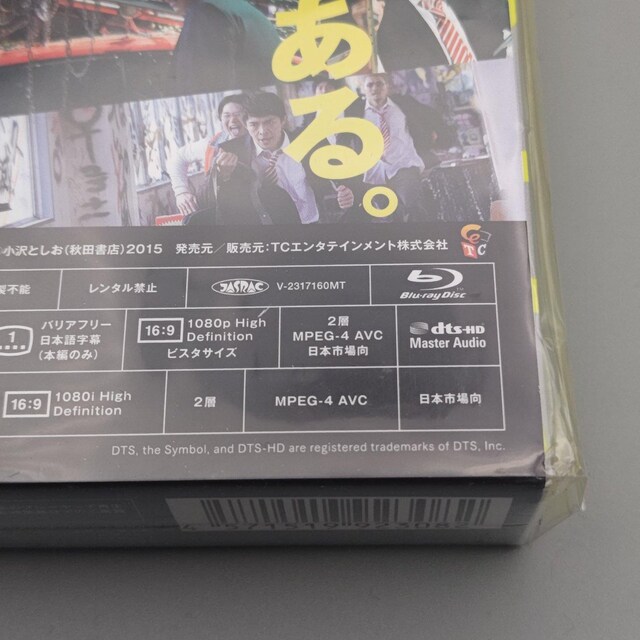 ある。
小沢としお(秋田書店)2015 発売元／販売元:TCエンタテインメント株式会社
TC
不能
レンタル禁止
JASRAC
V-2317160MT
Blu-ray Disc
1
バリアフリー
日本語字幕
(本編のみ)
16:9
1080p High
Definition
ビスタサイズ
2層
MPEG-4 AVC
日本市場向
dts-HD
Master Audio
16:9
1080i High
Definition
2層
MPEG-4 AVC
日本市場向
DTS, the Symbol, and DTS-HD are registered trademarks of DTS, Inc.